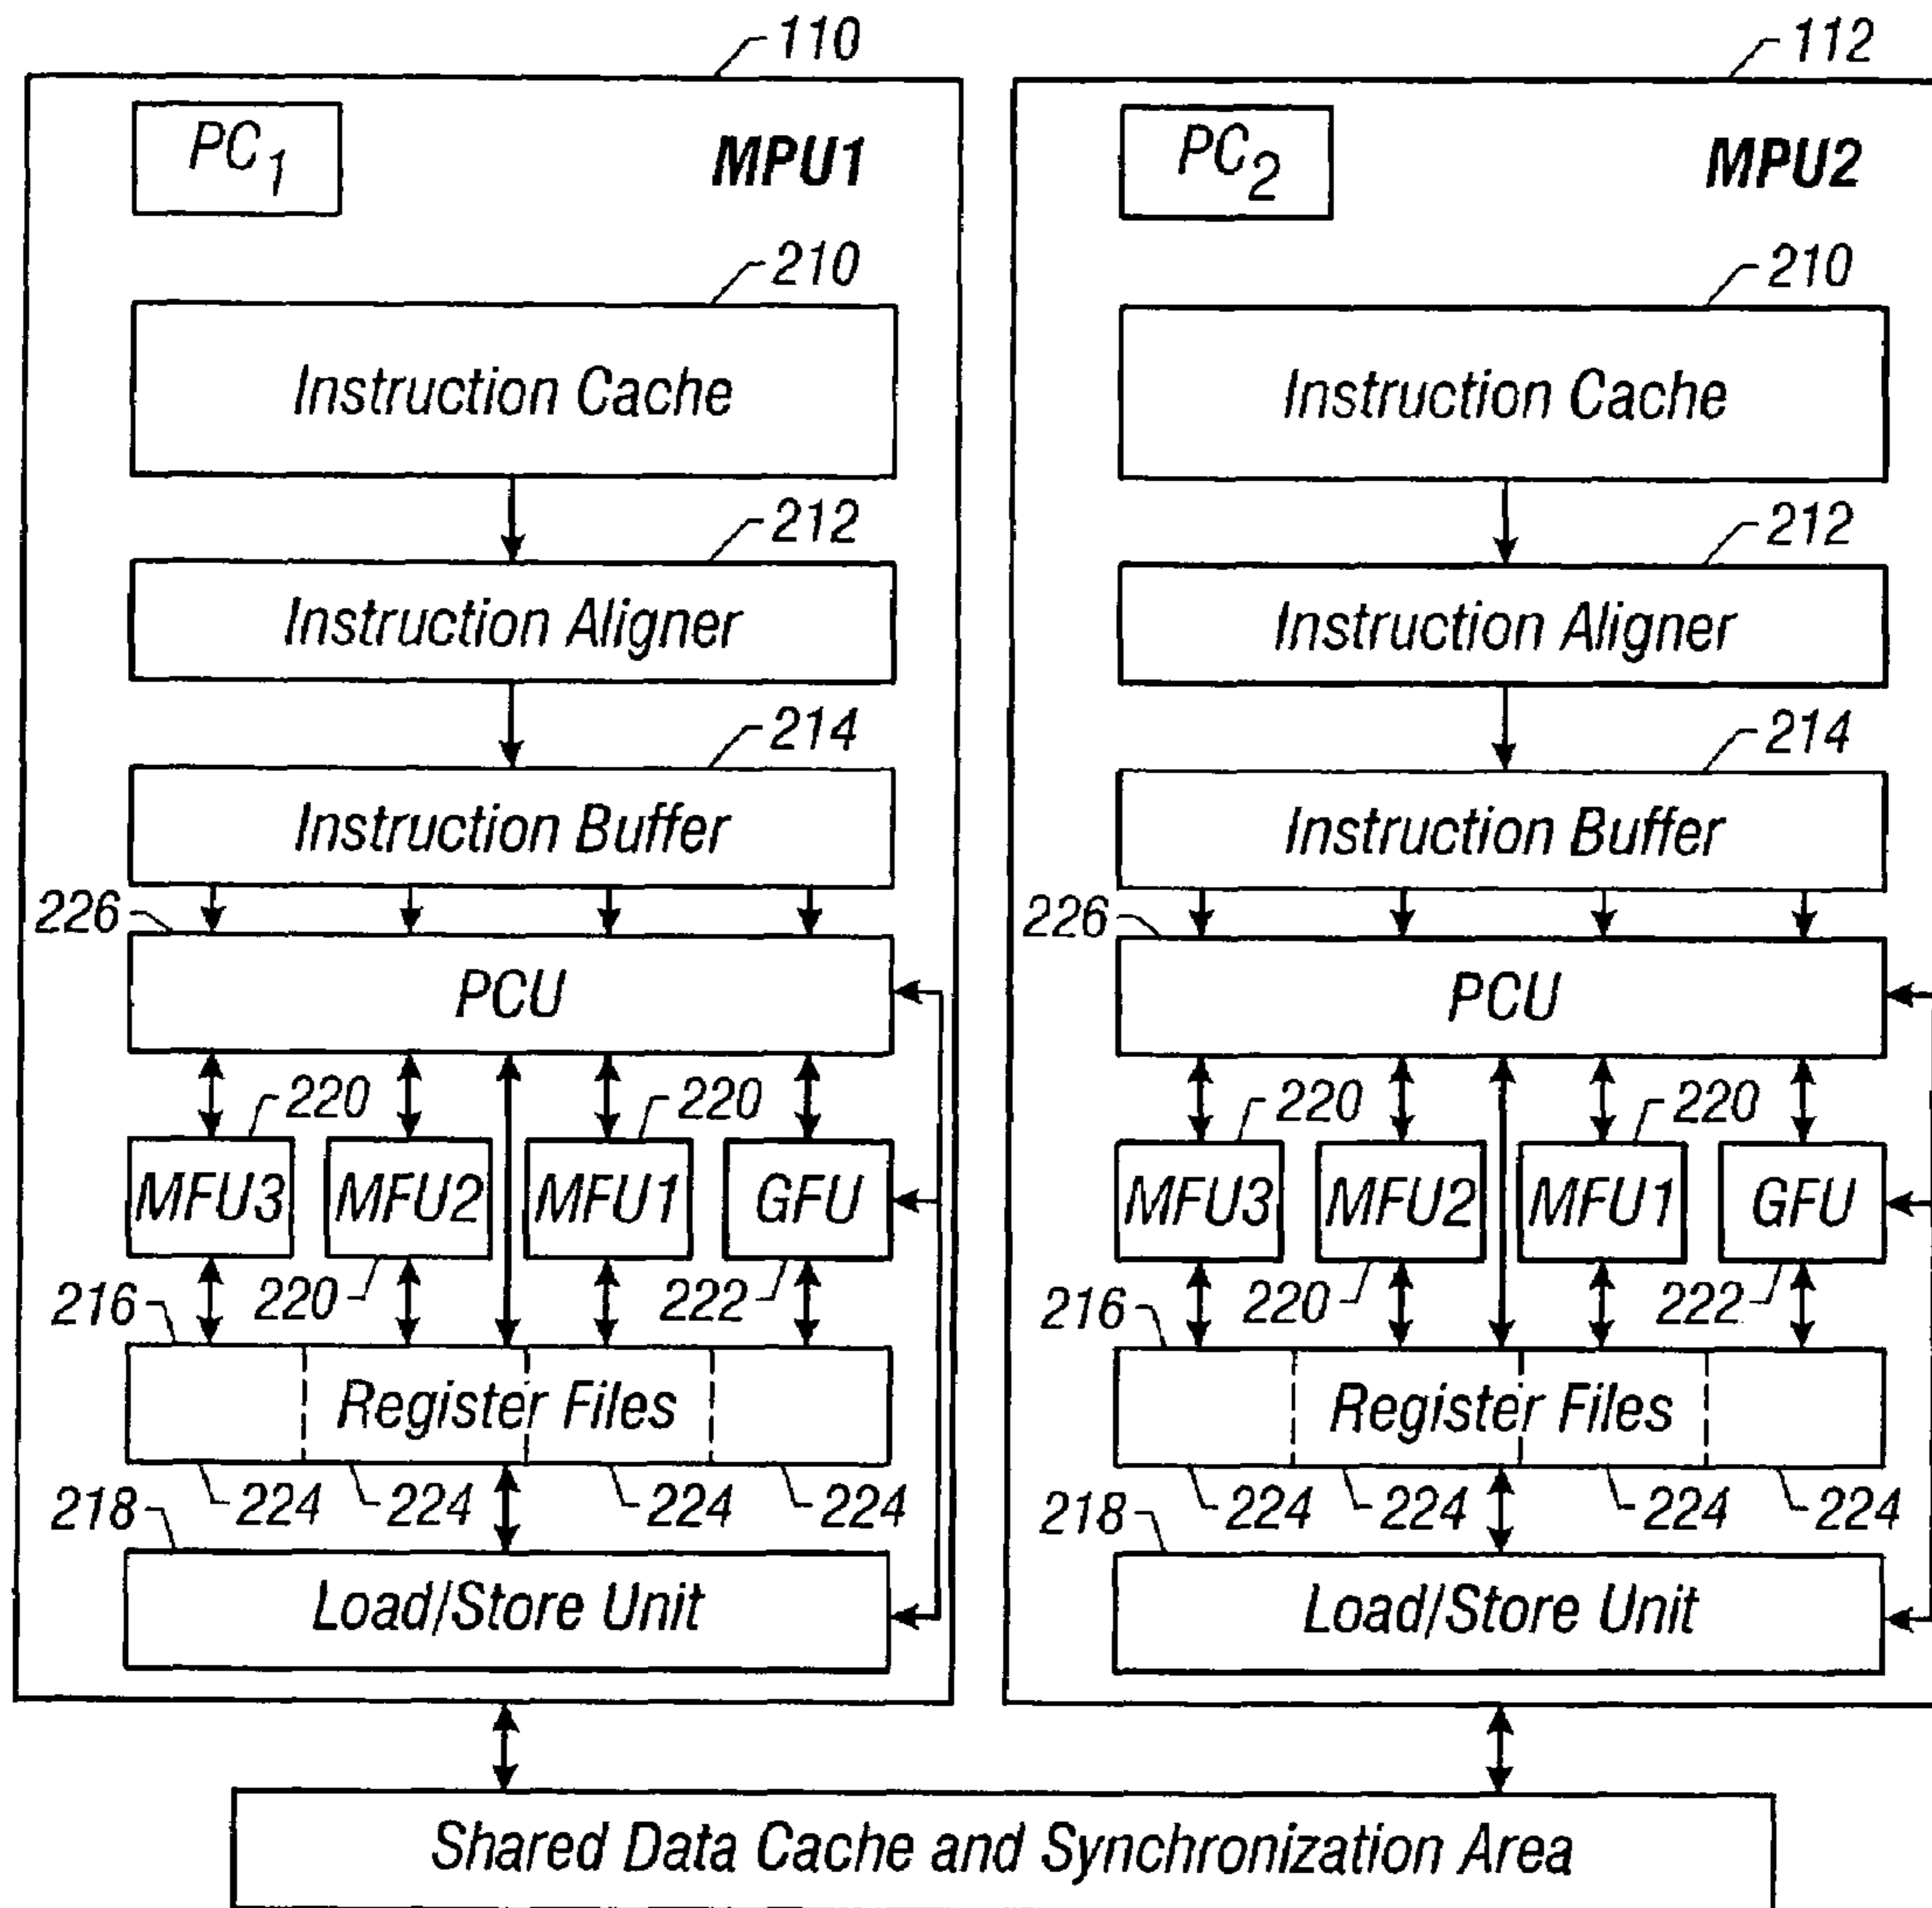 110
PC1
MPU1
210
Instruction Cache
212
Instruction Aligner
214
Instruction Buffer
226
PCU
220
220
MFU3
MFU2
MFU1
GFU
216
220
222
Register Files
224
224
224
224
218
Load/Store Unit
112
PC2
MPU2
210
Instruction Cache
212
Instruction Aligner
214
Instruction Buffer
226
PCU
220
220
MFU3
MFU2
MFU1
GFU
216
220
222
Register Files
224
224
224
224
218
Load/Store Unit
Shared Data Cache and Synchronization Area